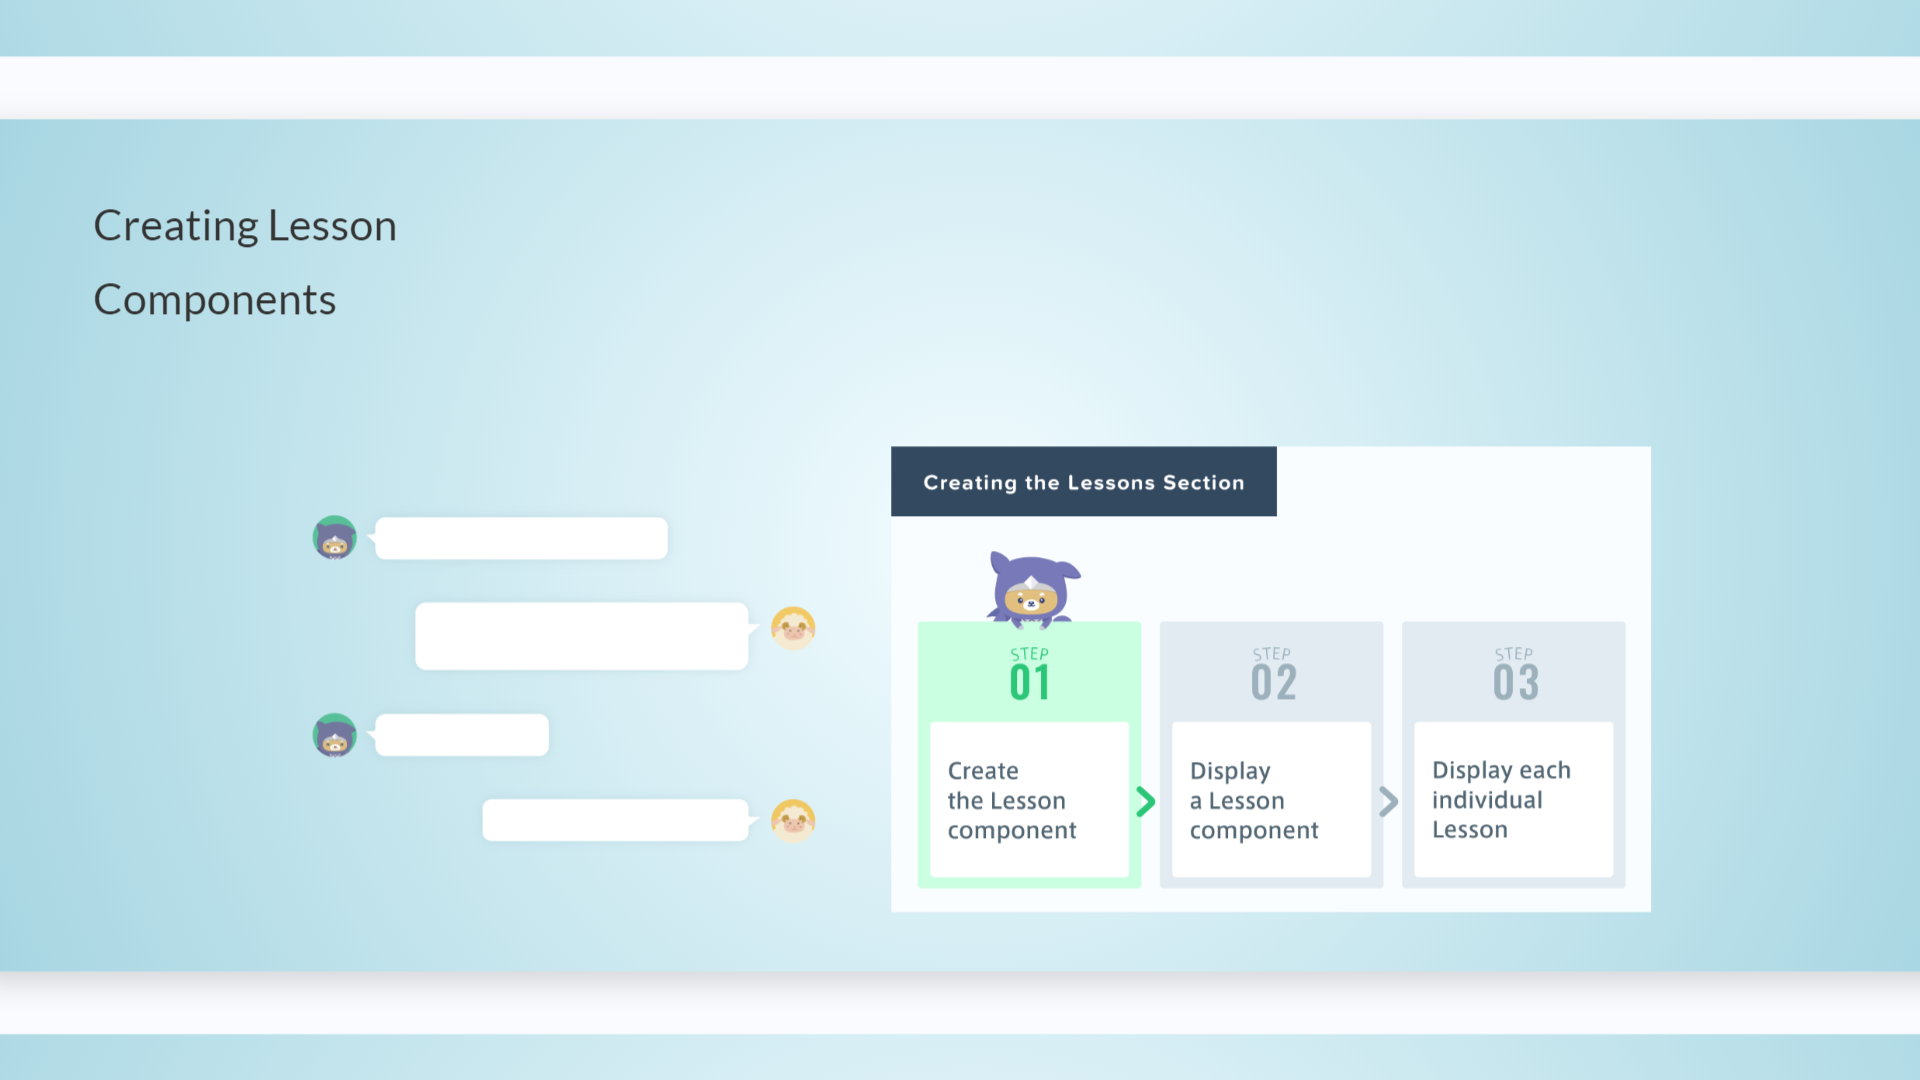 Creating Lesson
Components
Creating the Lessons Section
STEP
01
Create
the Lesson
component
STEP
02
Display
a Lesson
component
STEP
03
Display each
individual
Lesson